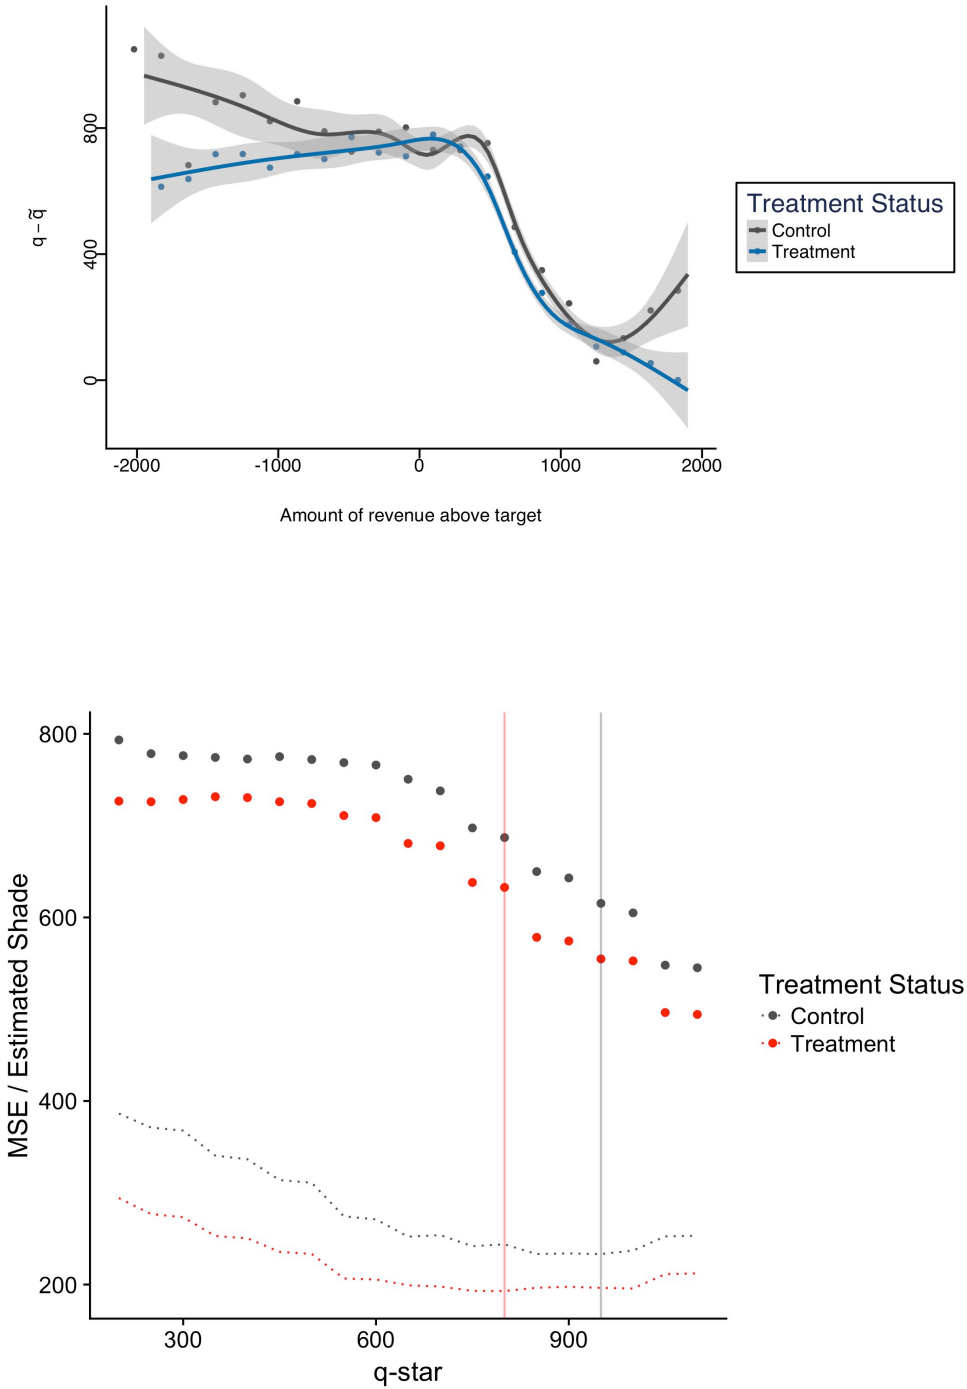 800
400
0
q − q̃
-2000 -1000 0 1000 2000
Amount of revenue above target
Treatment Status
Control
Treatment
800
600
400
200
MSE / Estimated Shade
300 600 900
q-star
Treatment Status
Control
Treatment